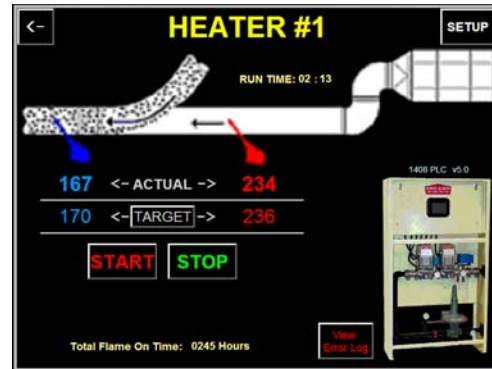 <-
HEATER #1
SETUP
RUN TIME: 02 : 13
167 <- ACTUAL -> 234
170 <- TARGET -> 236
1408 PLC v5.0
START STOP
Total Flame On Time: 0245 Hours
View
Error Log